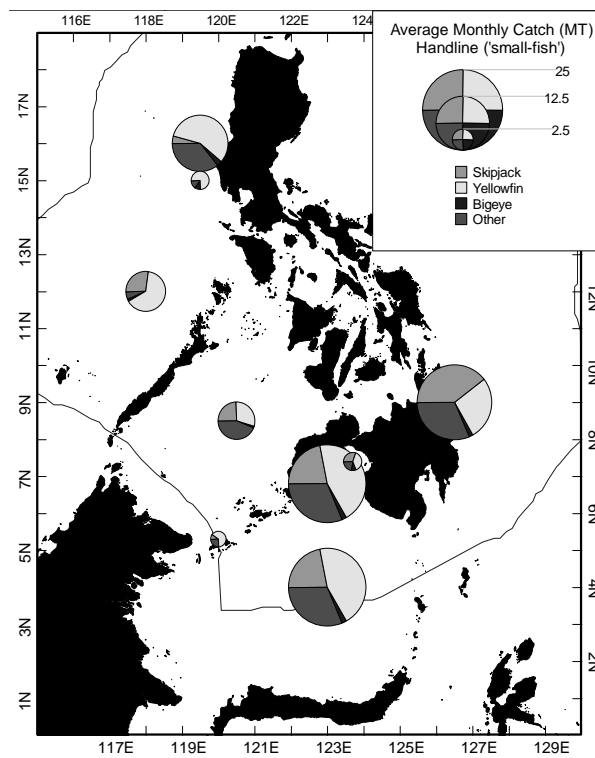 116E 118E 120E 122E 124
Average Monthly Catch (MT)
Handline ('small-fish')
25
12.5
2.5
Skipjack
Yellowfin
Bigeye
Other
17N
15N
13N
11N
9N
7N
5N
3N
1N
12N
10N
8N
6N
4N
2N
117E 119E 121E 123E 125E 127E 129E